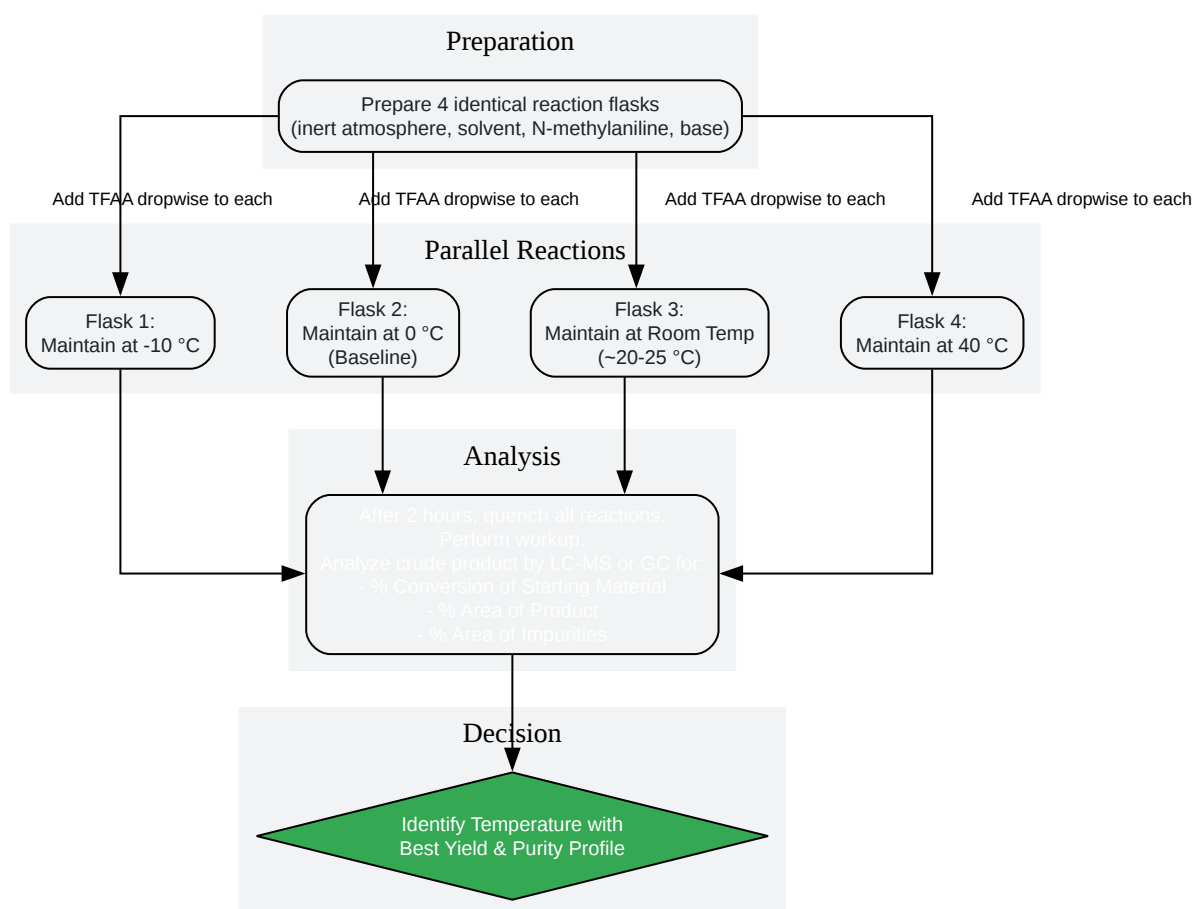 Preparation
Prepare 4 identical reaction flasks
(inert atmosphere, solvent, N-methylaniline, base)
Add TFAA dropwise to each
Add TFAA dropwise to each
Add TFAA dropwise to each
Add TFAA dropwise to each
Parallel Reactions
Flask 1:
Maintain at -10 °C
Flask 2:
Maintain at 0 °C
(Baseline)
Flask 3:
Maintain at Room Temp
(~20-25 °C)
Flask 4:
Maintain at 40 °C
Analysis
After 2 hours, quench all reactions.
Perform workup.
Analyze crude product by LC-MS or GC for:
- % Conversion of Starting Material
- % Area of Product
- % Area of Impurities
Decision
Identify Temperature with
Best Yield & Purity Profile